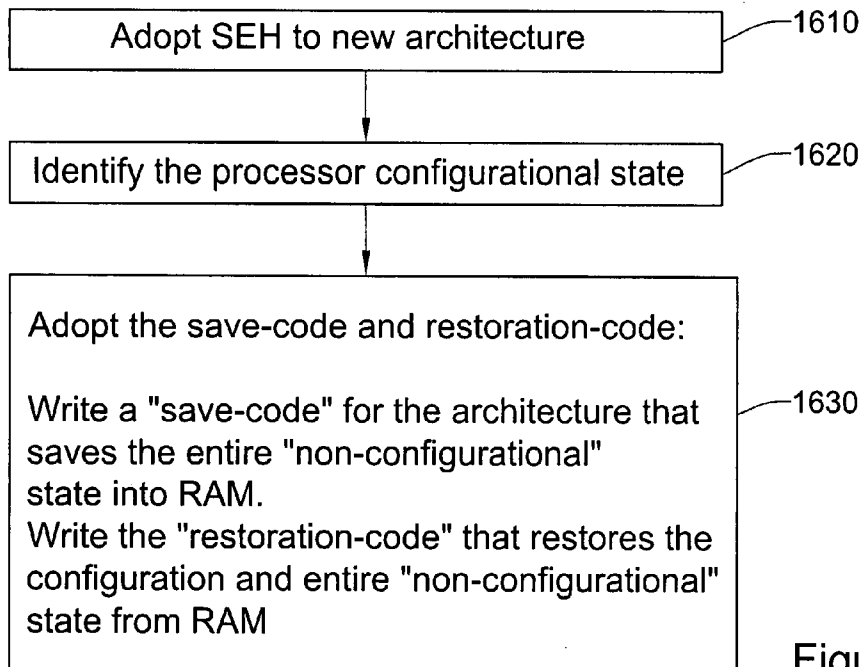 Adopt SEH to new architecture
1610
Identify the processor configurational state
1620
Adopt the save-code and restoration-code:
Write a "save-code" for the architecture that
saves the entire "non-configurational"
state into RAM.
Write the "restoration-code" that restores the
configuration and entire "non-configurational"
state from RAM
1630